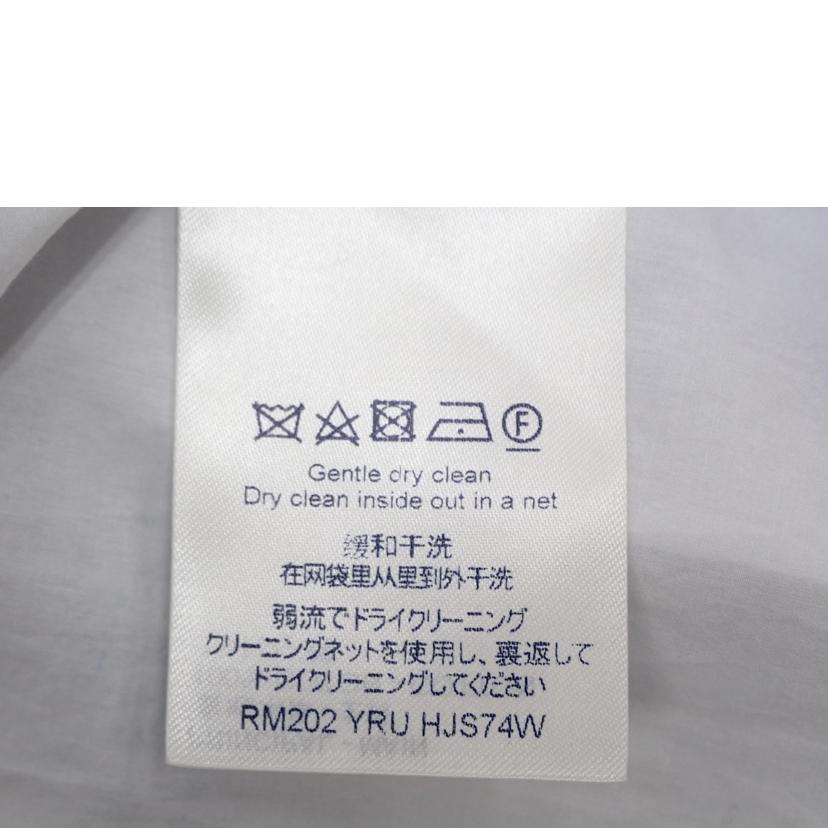 F
Gentle dry clean
Dry clean inside out in a net
缓和干洗
在网袋里从里到外干洗
弱流でドライクリーニング
クリーニングネットを使用し、裏返して
ドライクリーニングしてください
RM202 YRU HJS74W